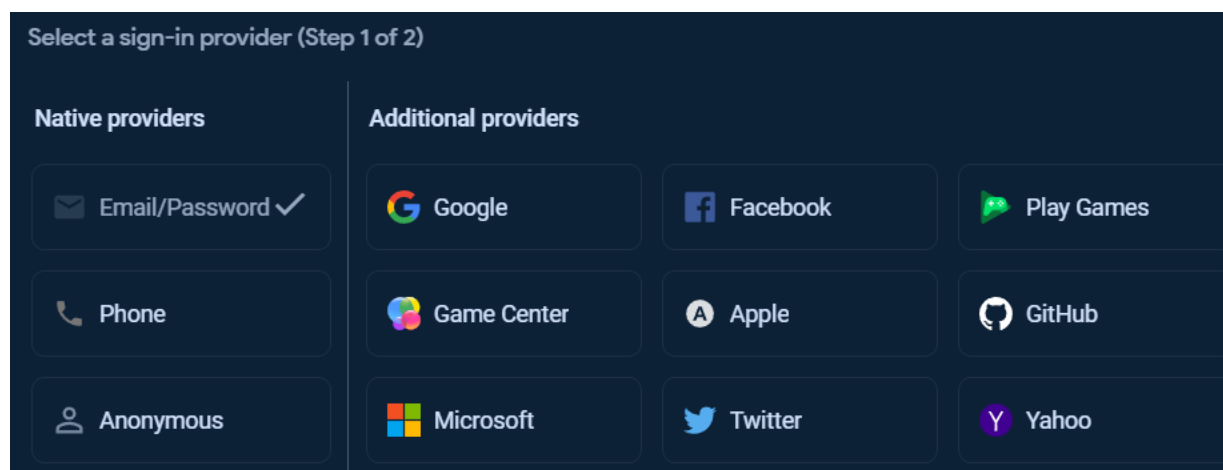 Select a sign-in provider (Step 1 of 2)
Native providers
Additional providers
Email/Password
Google
Facebook
Play Games
Phone
Game Center
Apple
GitHub
Anonymous
Microsoft
Twitter
Yahoo